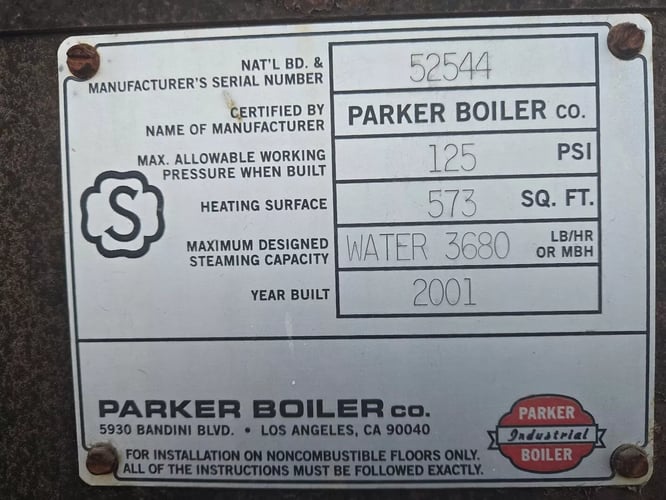 NAT'L BD. &
MANUFACTURER'S SERIAL NUMBER
52544
CERTIFIED BY
NAME OF MANUFACTURER
PARKER BOILER CO.
MAX. ALLOWABLE WORKING
PRESSURE WHEN BUILT
125 PSI
HEATING SURFACE
573 SQ. FT.
MAXIMUM DESIGNED
STEAMING CAPACITY
WATER 3680
LB/HR
OR MBH
YEAR BUILT
2001
S
PARKER BOILER CO.
5930 BANDINI BLVD. • LOS ANGELES, CA 90040
FOR INSTALLATION ON NONCOMBUSTIBLE FLOORS ONLY.
ALL OF THE INSTRUCTIONS MUST BE FOLLOWED EXACTLY.
PARKER
Industrial
BOILER